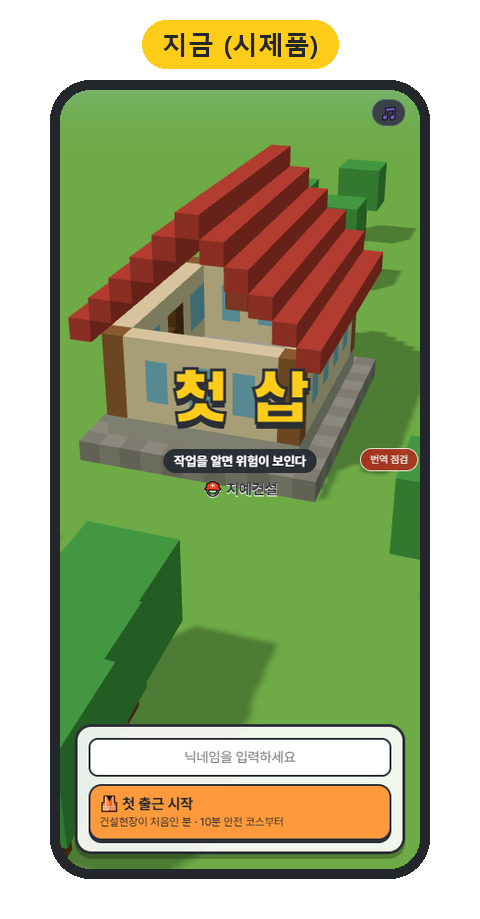 지금 (시제품)
첫 삽
작업을 알면 위험이 보인다
번역 점검
지예건설
닉네임을 입력하세요
첫 출근 시작
건설현장이 처음인 분 · 10분 안전 코스부터